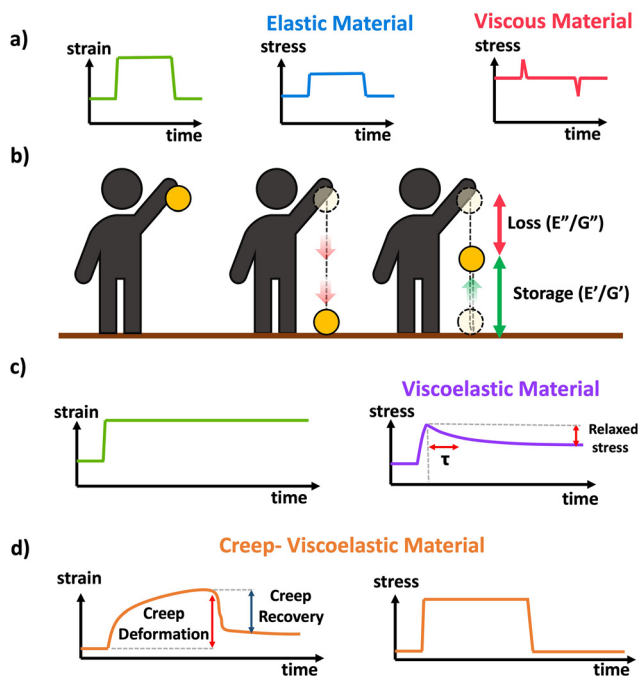 a)
Elastic Material
Viscous Material
strain
stress
stress
time
time
time
b)
Loss (E”/G”)
Storage (E’/G’)
c)
Viscoelastic Material
strain
stress
Relaxed
stress
τ
time
time
d)
Creep- Viscoelastic Material
strain
stress
Creep
Deformation
Creep
Recovery
time
time